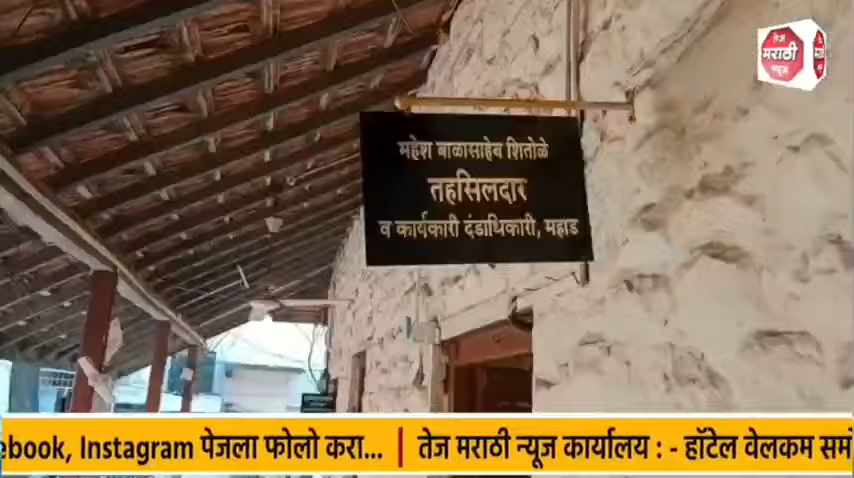 तेज
मराठी
न्यूज
महेश बाळासाहेब शितोळे
तहसिलदार
व कार्यकारी दंडाधिकारी, महाड
ebook, Instagram पेजला फोलो करा... | तेज मराठी न्यूज कार्यालय : - हॉटेल वेलकम समो